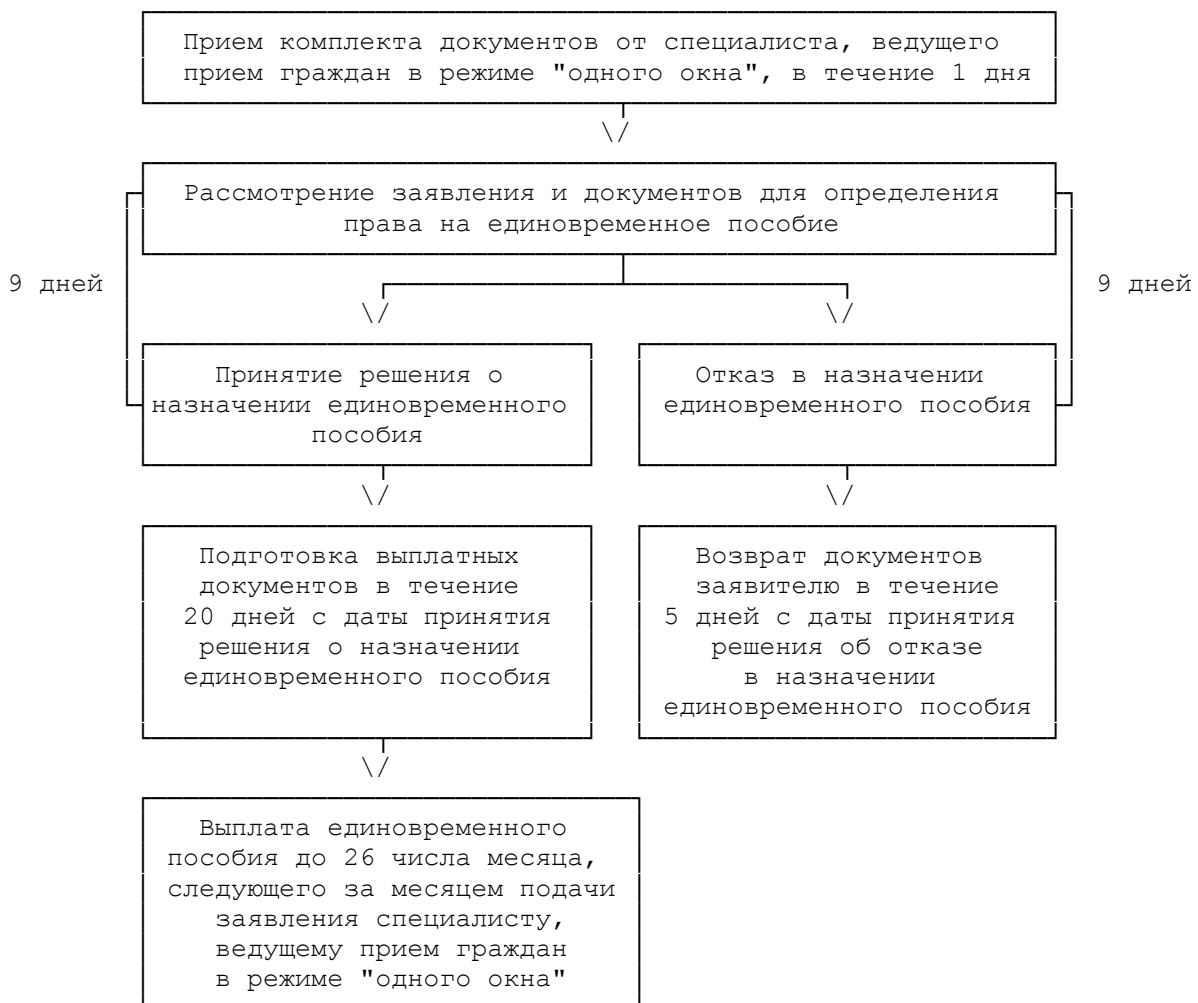 Прием комплекта документов от специалиста, ведущего
прием граждан в режиме "одного окна", в течение 1 дня
\/
Рассмотрение заявления и документов для определения
права на единовременное пособие
9 дней
9 дней
\/
\/
Принятие решения о
назначении единовременного
пособия
Отказ в назначении
единовременного пособия
\/
\/
Подготовка выплатных
документов в течение
20 дней с даты принятия
решения о назначении
единовременного пособия
Возврат документов
заявителю в течение
5 дней с даты принятия
решения об отказе
в назначении
единовременного пособия
\/
Выплата единовременного
пособия до 26 числа месяца,
следующего за месяцем подачи
заявления специалисту,
ведущему прием граждан
в режиме "одного окна"